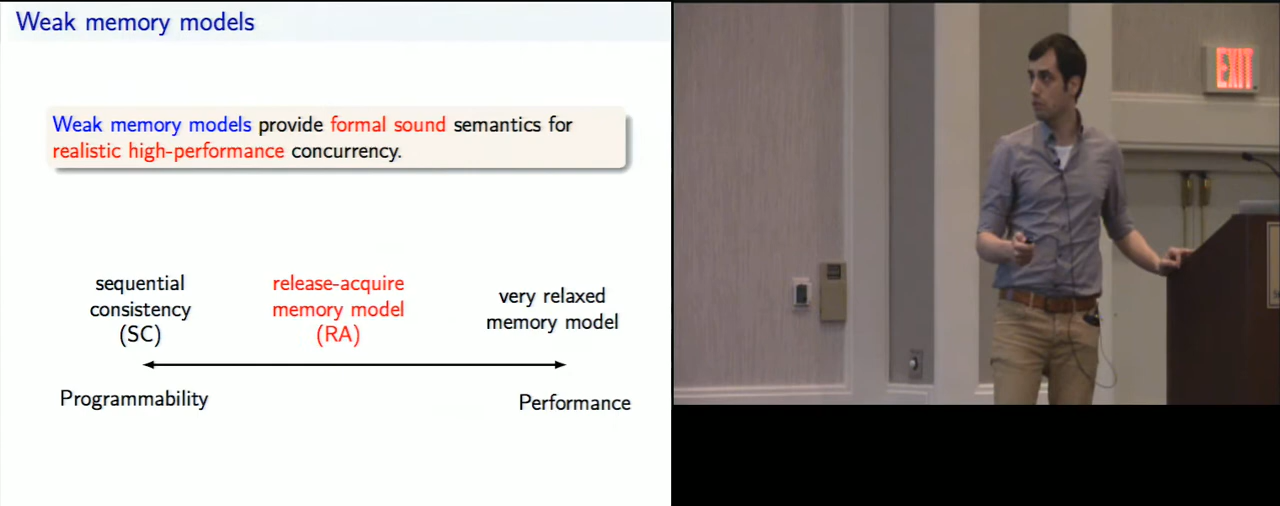 Weak memory models
Weak memory models provide formal sound semantics for
realistic high-performance concurrency.
sequential
consistency
(SC)
release-acquire
memory model
(RA)
very relaxed
memory model
Programmability
Performance
EXIT